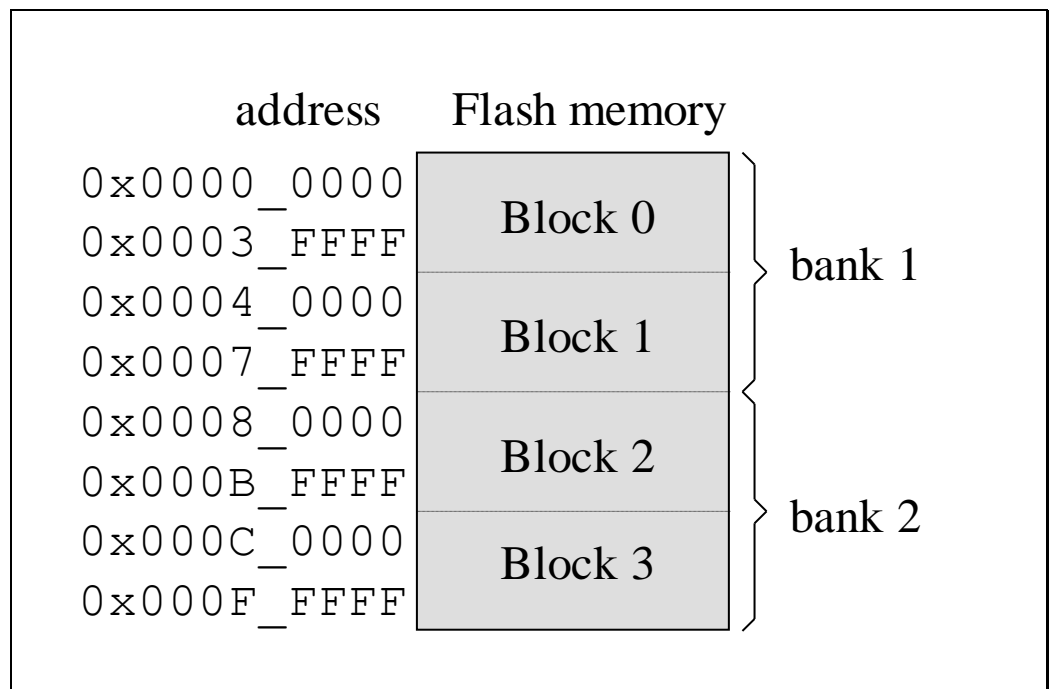 address Flash memory
0x0000_0000
Block 0
0x0003_FFFF
bank 1
0x0004_0000
Block 1
0x0007_FFFF
0x0008_0000
Block 2
0x000B_FFFF
bank 2
0x000C_0000
Block 3
0x000F_FFFF